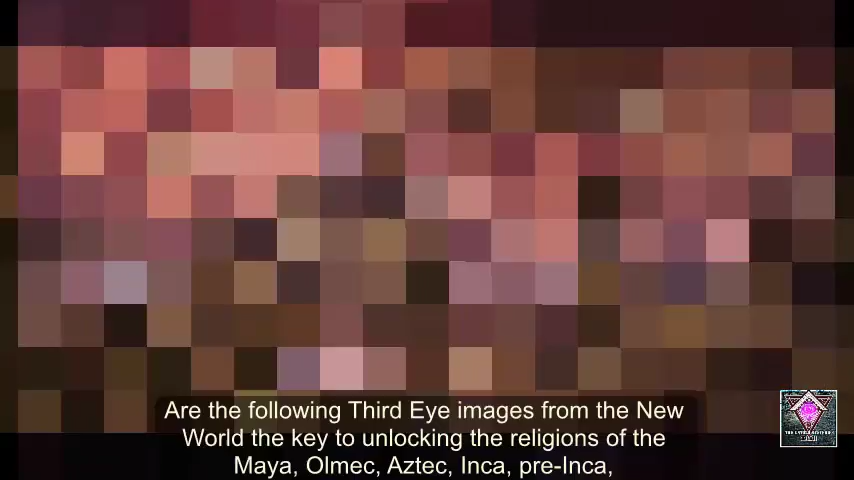 Are the following Third Eye images from the New
World the key to unlocking the religions of the
Maya, Olmec, Aztec, Inca, pre-Inca,